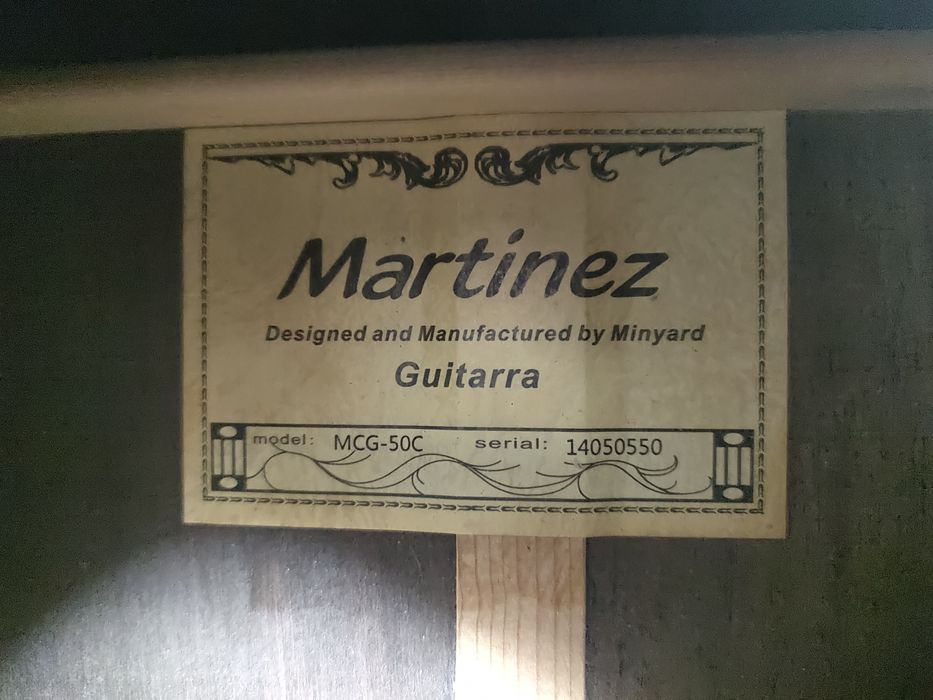 Martinez
Designed and Manufactured by Minyard
Guitarra
model: MCG-50C serial: 14050550